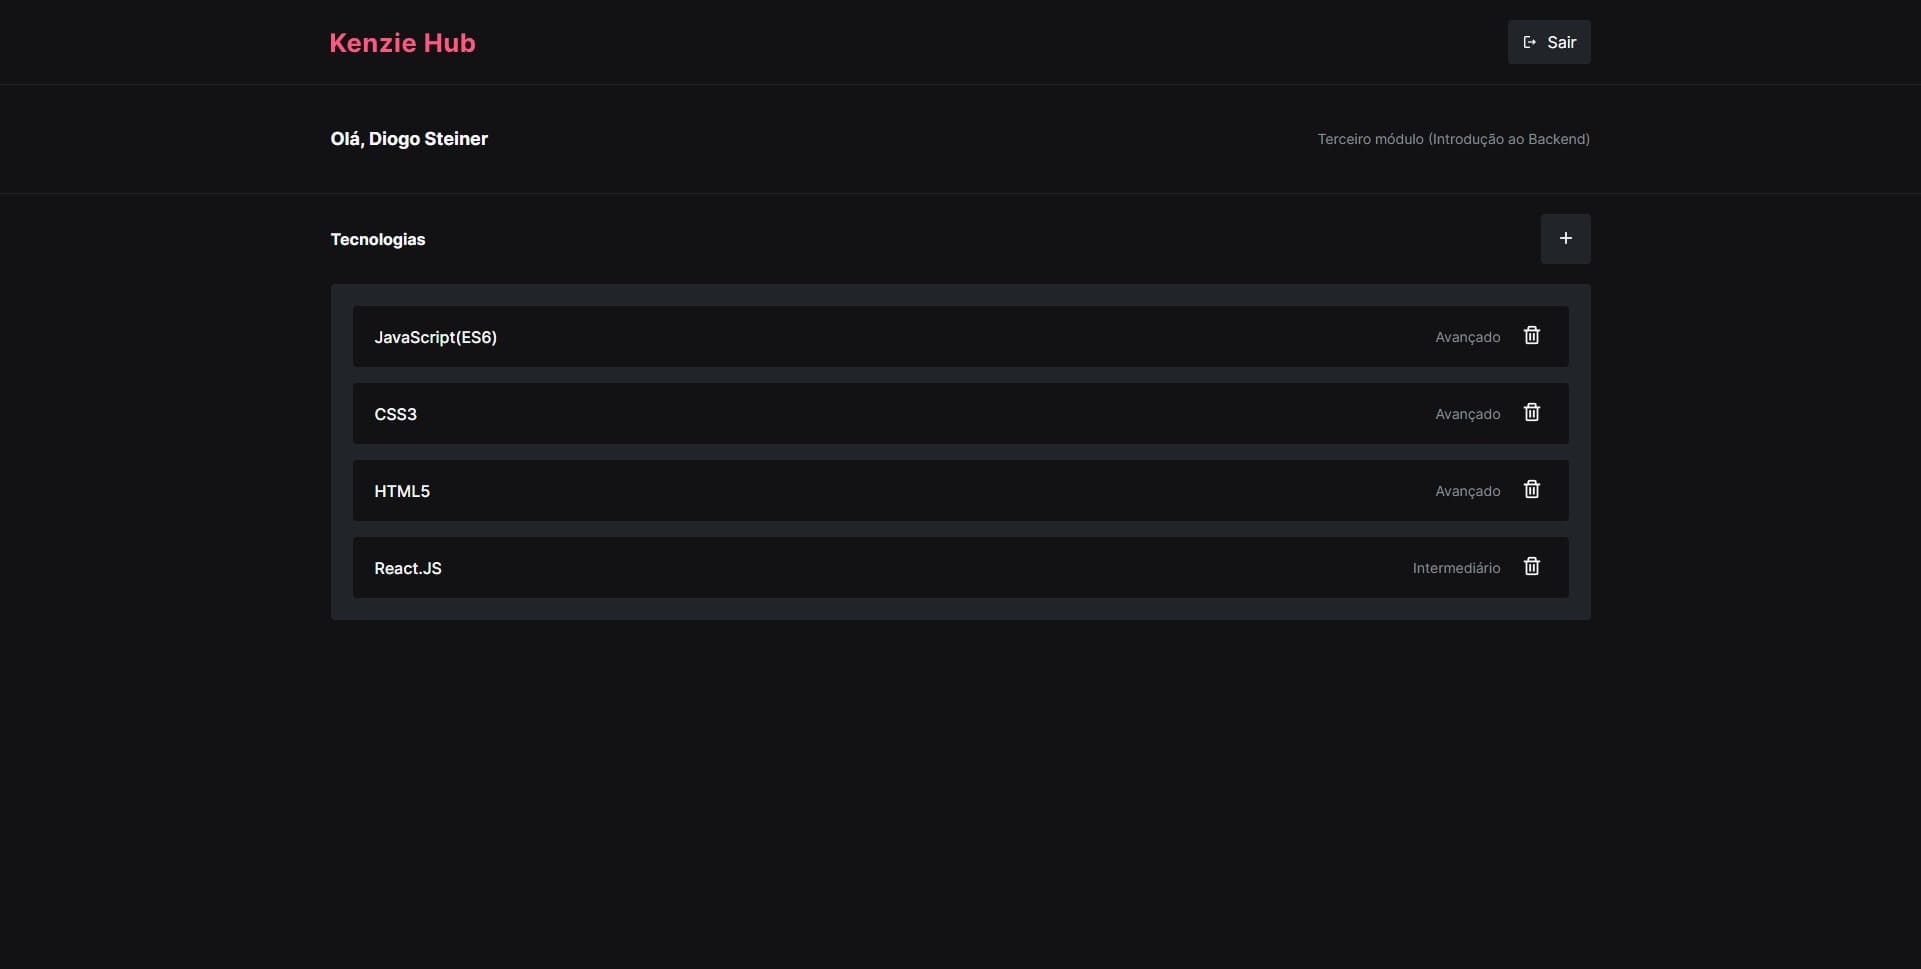 Kenzie Hub
Sair
Olá, Diogo Steiner
Terceiro módulo (Introdução ao Backend)
Tecnologias
+
JavaScript(ES6)
Avançado
CSS3
Avançado
HTML5
Avançado
React.JS
Intermediário